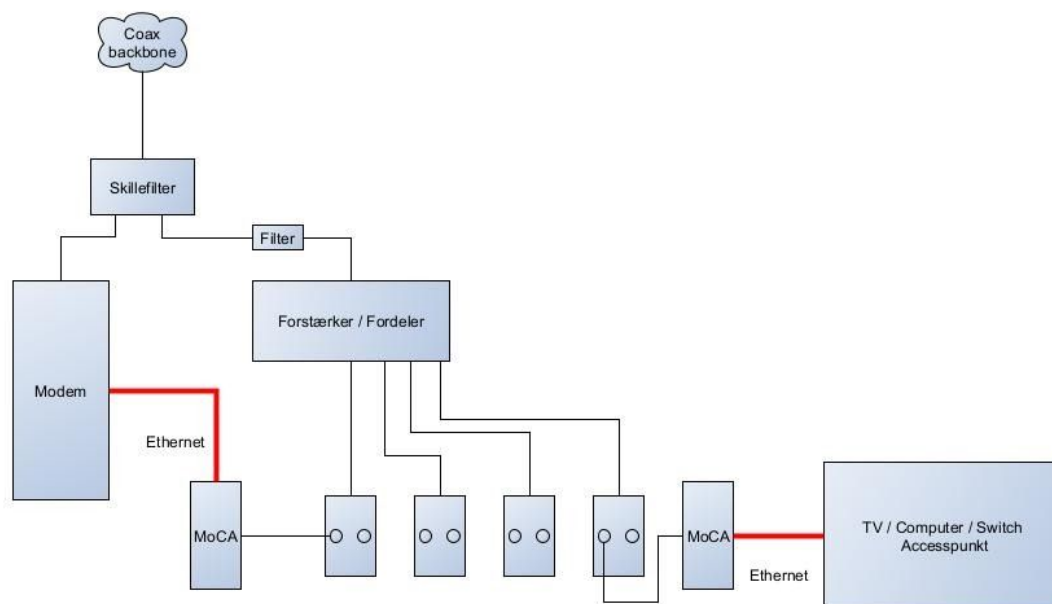 Coax
backbone
Skillefilter
Filter
Forstærker / Fordeler
Modem
Ethernet
MoCA
MoCA
TV / Computer / Switch
Accesspunkt
Ethernet